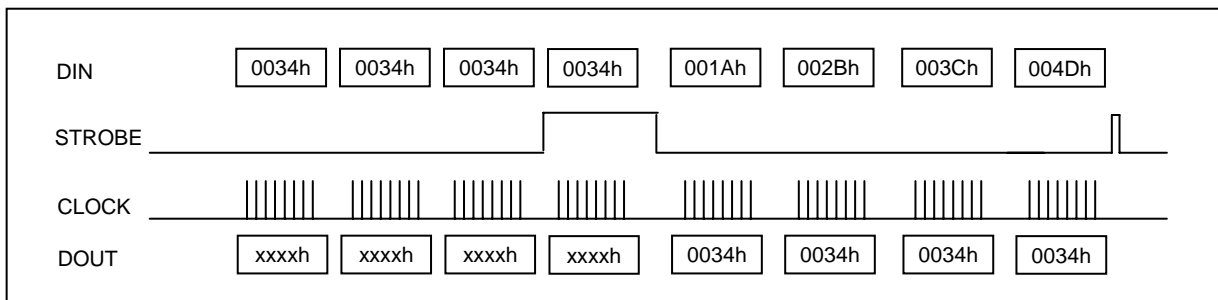 DIN 0034h 0034h 0034h 0034h 001Ah 002Bh 003Ch 004Dh
STROBE
CLOCK
DOUT xxxxh xxxxh xxxxh xxxxh 0034h 0034h 0034h 0034h